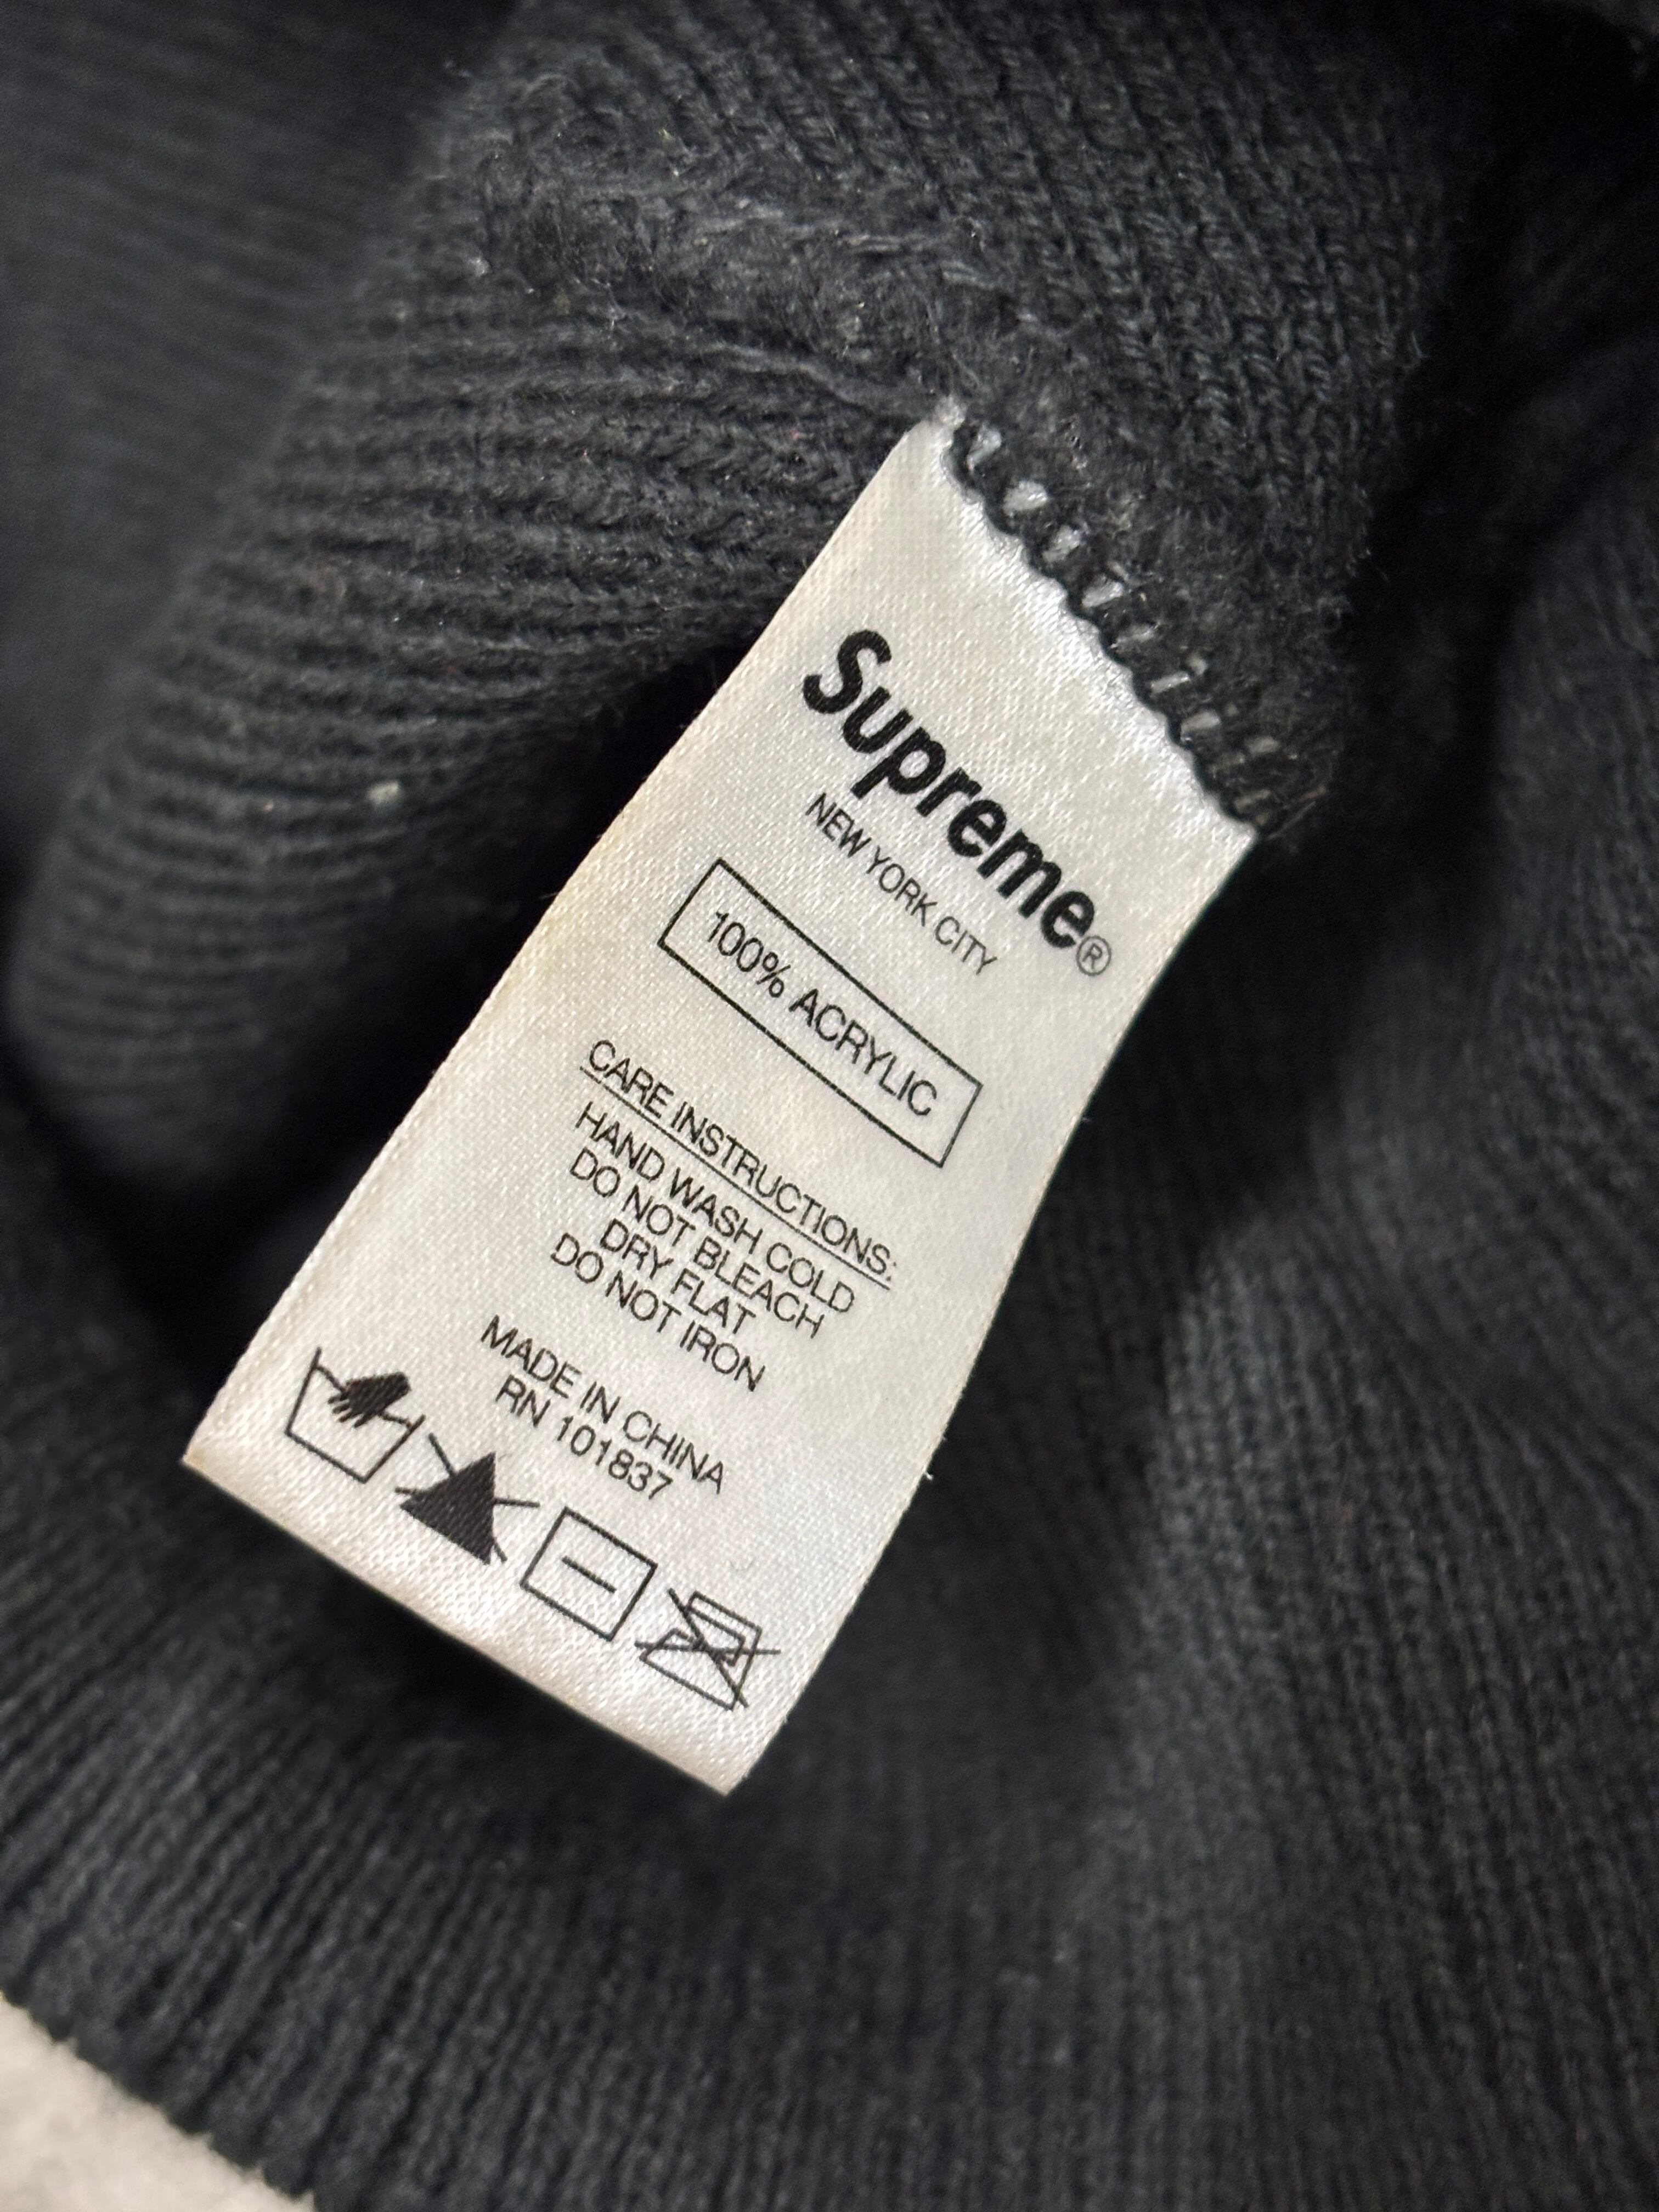 Supreme®
NEW YORK CITY
100% ACRYLIC
CARE INSTRUCTIONS:
HAND WASH COLD
DO NOT BLEACH
DRY FLAT
DO NOT IRON
MADE IN CHINA
RN 101837